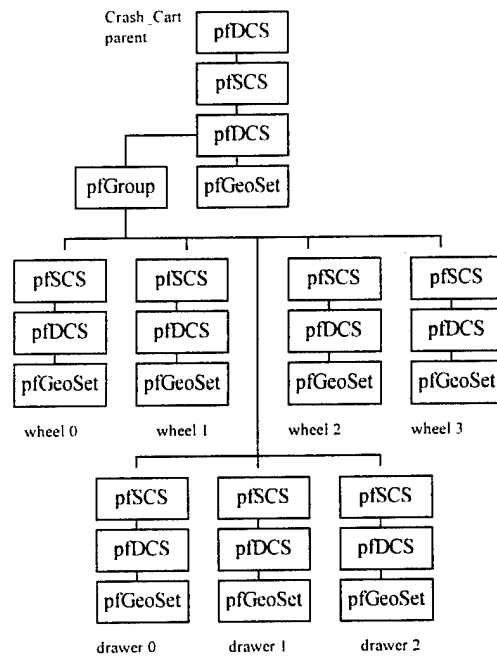 Crash_Cart
parent
pfDCS
pfSCS
pfDCS
pfGroup
pfGeoSet
pfSCS
pfSCS
pfSCS
pfSCS
pfDCS
pfDCS
pfDCS
pfDCS
pfGeoSet
pfGeoSet
pfGeoSet
pfGeoSet
wheel 0
wheel 1
wheel 2
wheel 3
pfSCS
pfSCS
pfSCS
pfDCS
pfDCS
pfDCS
pfGeoSet
pfGeoSet
pfGeoSet
drawer 0
drawer 1
drawer 2